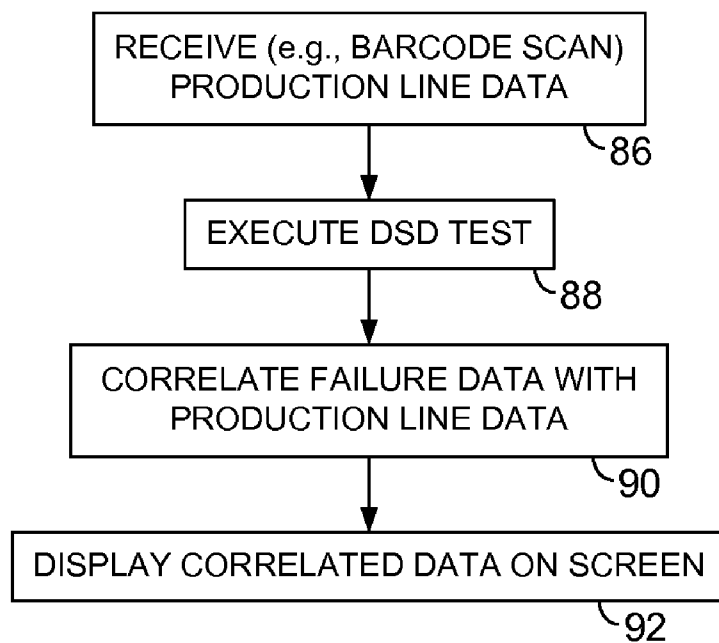 RECEIVE (e.g., BARCODE SCAN)
PRODUCTION LINE DATA
86
EXECUTE DSD TEST
88
CORRELATE FAILURE DATA WITH
PRODUCTION LINE DATA
90
DISPLAY CORRELATED DATA ON SCREEN
92